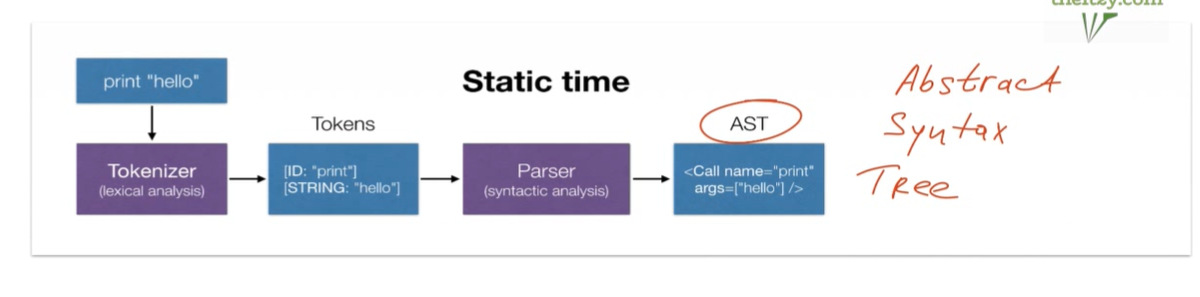 theitzy.com
print "hello"
Static time
Abstract
Syntax
Tree
Tokens
AST
Tokenizer
(lexical analysis)
[ID: "print"]
[STRING: "hello"]
Parser
(syntactic analysis)
<Call name="print"
args=["hello"] />